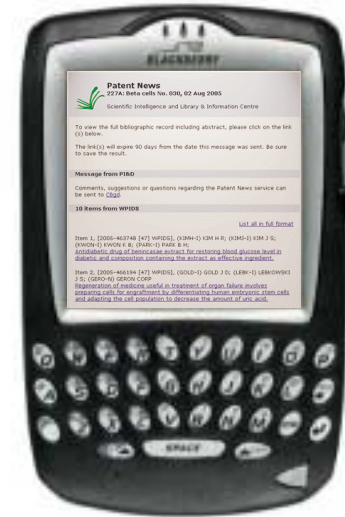 BLACKBERRY
Patent News
227A: Beta cells No. 030, 02 Aug 2005
Scientific Intelligence and Library & Information Centre
To view the full bibliographic record including abstract, please click on the link
(s) below.
The link(s) will expire 90 days from the date this message was sent. Be sure
to save the result.
Message from PI&D
Comments, suggestions or questions regarding the Patent News service can
be sent to
10 items from WPIDS
List all in full format
Item 1, [2005-463748 [47] WPIDS], (KIMH-I) KIM H R; (KIMJ-I) KIM J S;
(KWON-I) KWON K B; (PARK-I) PARK B H;
Antidiabetic drug of benincasae extract for restoring blood glucose level in
diabetic and composition containing the extract as effective ingredient.
Item 2, [2005-466194 [47] WPIDS], (GOLD-I) GOLD J D; (LEBK-I) LEBKOWSKI
J S; (GERO-N) GERON CORP
Regeneration of medicine useful in treatment of organ failure involves
preparing cells for engraftment by differentiating human embryonic stem cells
and adapting the cell population to decrease the amount of uric acid.
SPACE